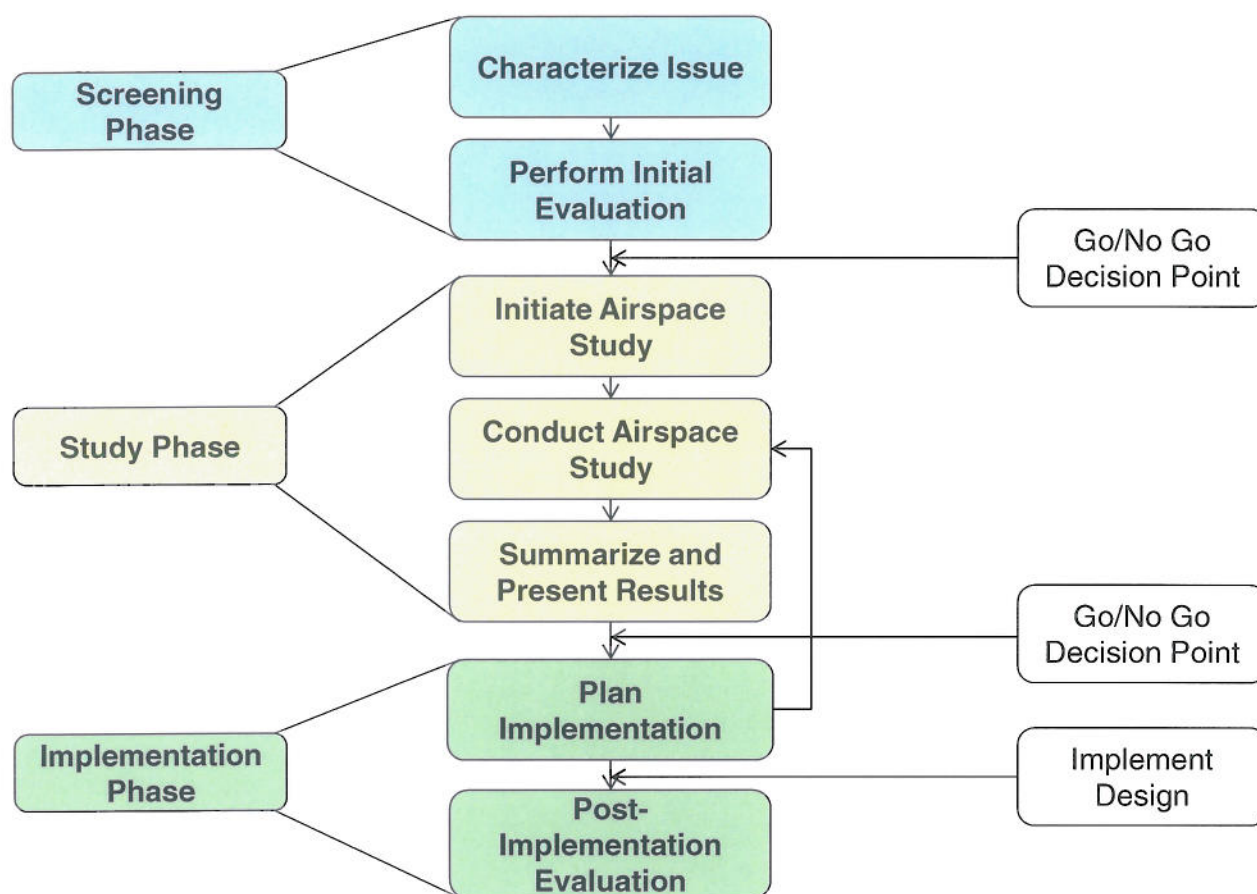 Characterize Issue
Screening
Phase
Perform Initial
Evaluation
Go/No Go
Decision Point
Initiate Airspace
Study
Study Phase
Conduct Airspace
Study
Summarize and
Present Results
Go/No Go
Decision Point
Plan
Implementation
Implementation
Phase
Implement
Design
Post-
Implementation
Evaluation